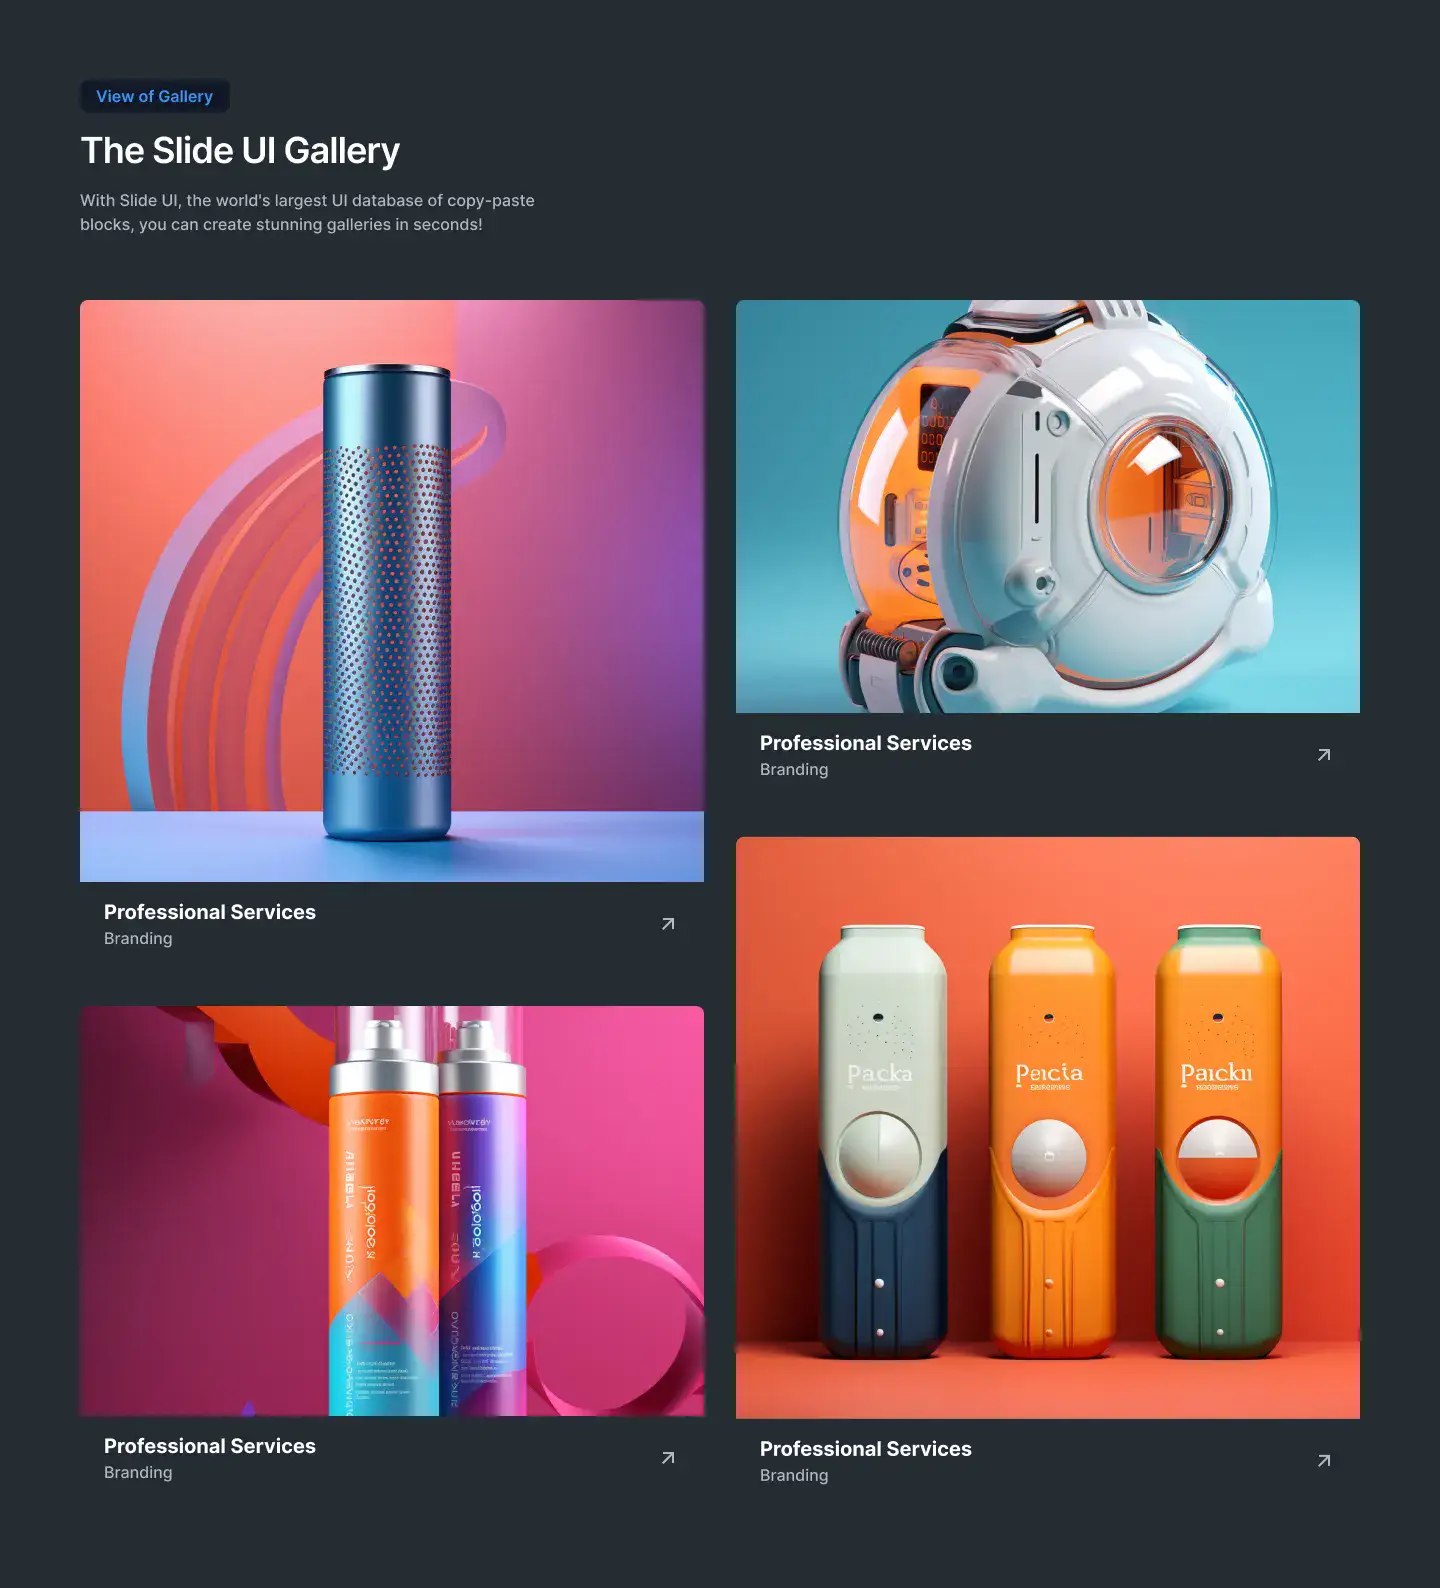 View of Gallery
The Slide UI Gallery
With Slide UI, the world's largest UI database of copy-paste
blocks, you can create stunning galleries in seconds!
Professional Services
Branding
Professional Services
Branding
Packa
Percia
Paicku
Professional Services
Branding
Professional Services
Branding